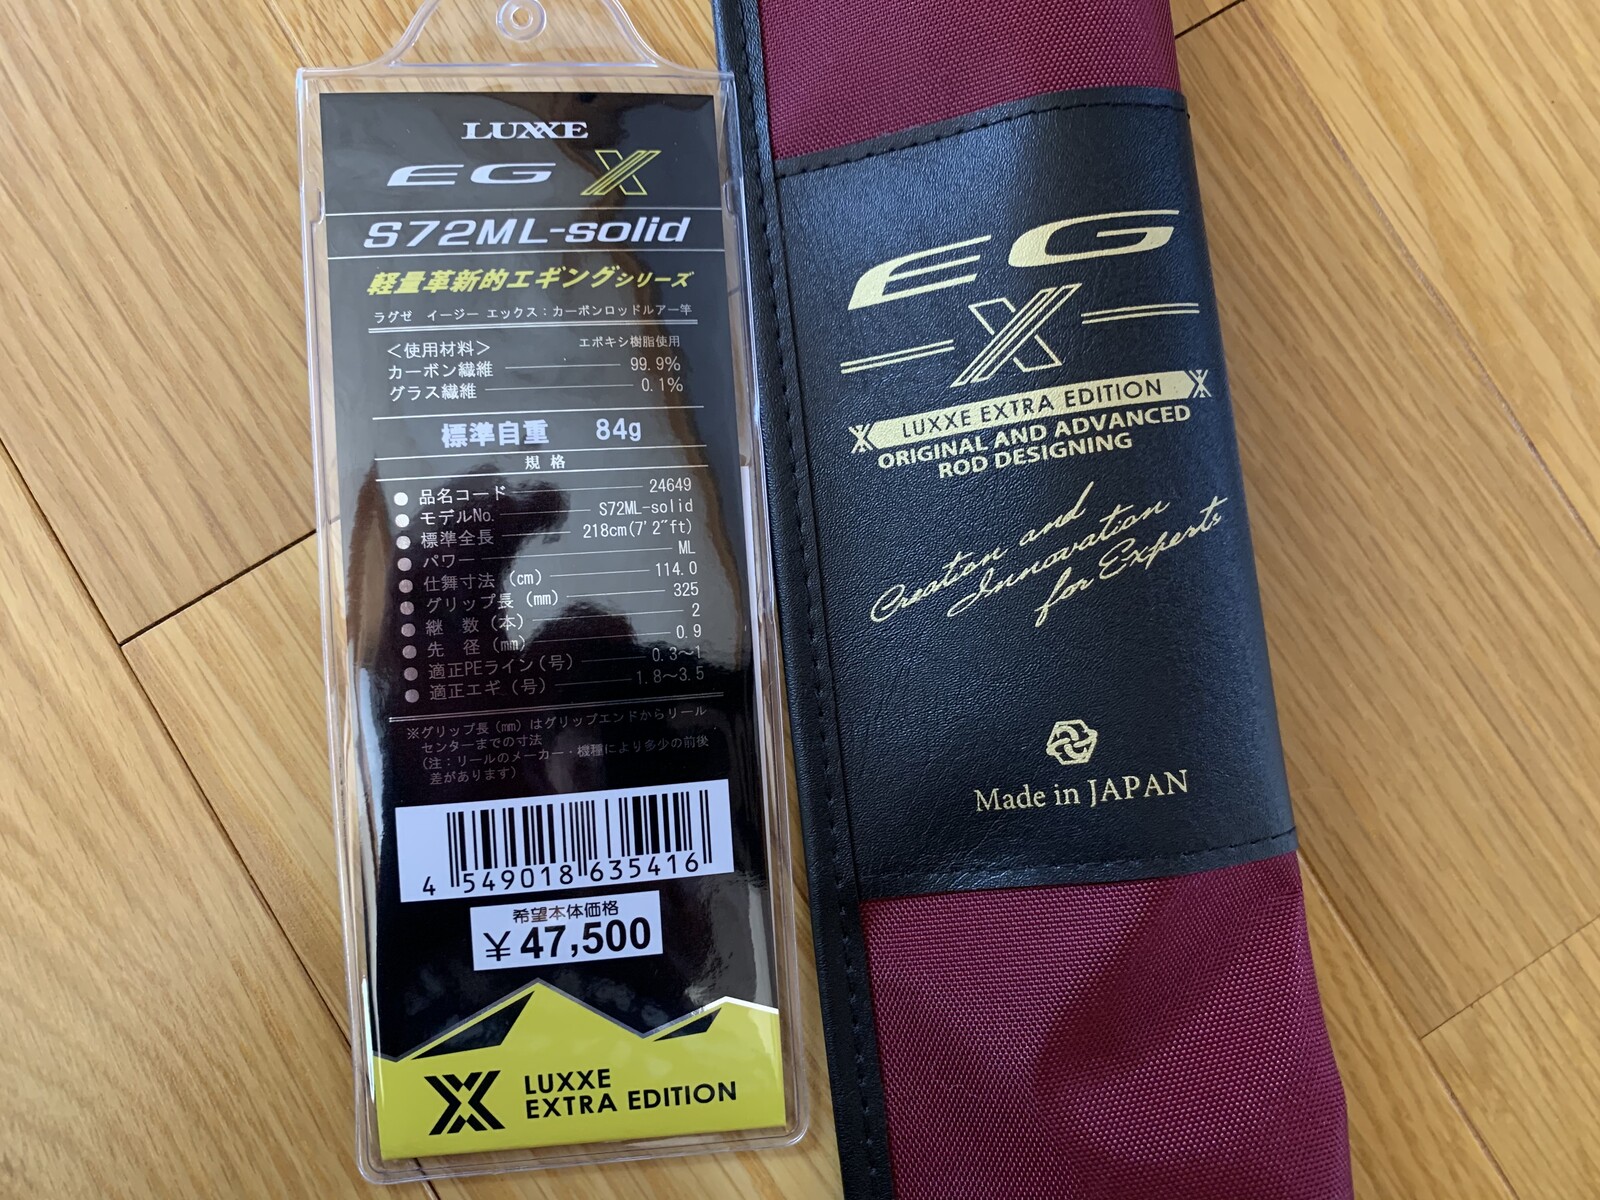 LUXXE
EG X
S72ML-solid
軽量革新的エギングシリーズ
ラグゼ イージー エックス：カーボンロッドルアー竿
＜使用材料＞ エポキシ樹脂使用
カーボン繊維 99.9%
グラス繊維 0.1%
標準自重 84g
規格
●品名コード 24649
●モデルNo. S72ML-solid
●標準全長 218cm(7'2"ft)
●パワー ML
●仕舞寸法(cm) 114.0
●グリップ長(mm) 325
●継 数(本) 2
●先 径(mm) 0.9
●適正PEライン(号) 0.3〜1
●適正エギ(号) 1.8〜3.5
※グリップ長(mm)はグリップエンドからリール
センターまでの寸法
(注：リールのメーカー・機種により多少の前後
差があります)
4 549018 635416
希望本体価格
￥47,500
LUXXE
EXTRA EDITION
EG
X
LUXXE EXTRA EDITION
ORIGINAL AND ADVANCED
ROD DESIGNING
Creation and
Innovation
for Experts
Made in JAPAN